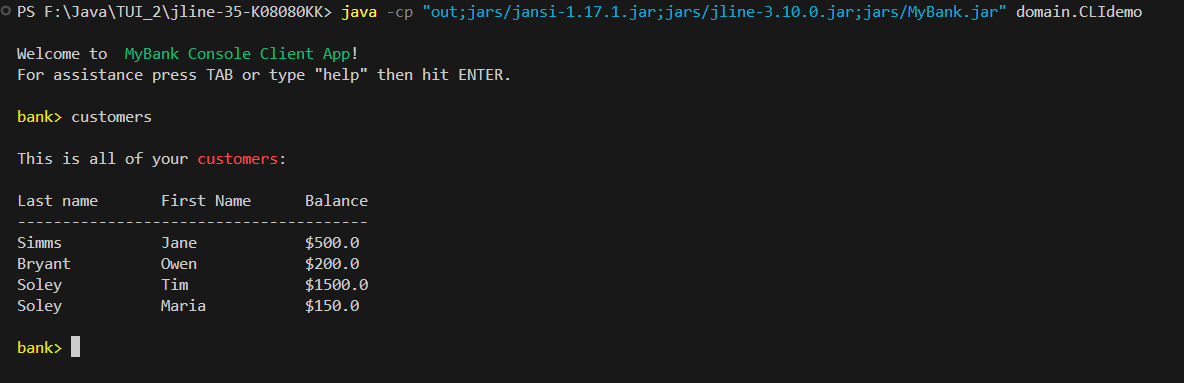 PS F:\Java\TUI_2\jline-35-K08080KK> java -cp "out;jars/jansi-1.17.1.jar;jars/jline-3.10.0.jar;jars/MyBank.jar" domain.CLIdemo
Welcome to  MyBank Console Client App!
For assistance press TAB or type "help" then hit ENTER.
bank> customers
This is all of your customers:
Last name       First Name      Balance
---------------------------------------
Simms           Jane            $500.0
Bryant          Owen            $200.0
Soley           Tim             $1500.0
Soley           Maria           $150.0
bank>